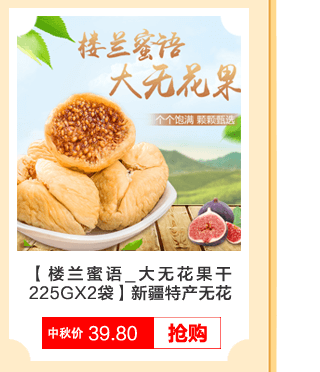 楼兰蜜语
大无花果
个个饱满 颗颗甄选
【楼兰蜜语_大无花果干
225GX2袋】新疆特产无花
中秋价 39.80 抢购